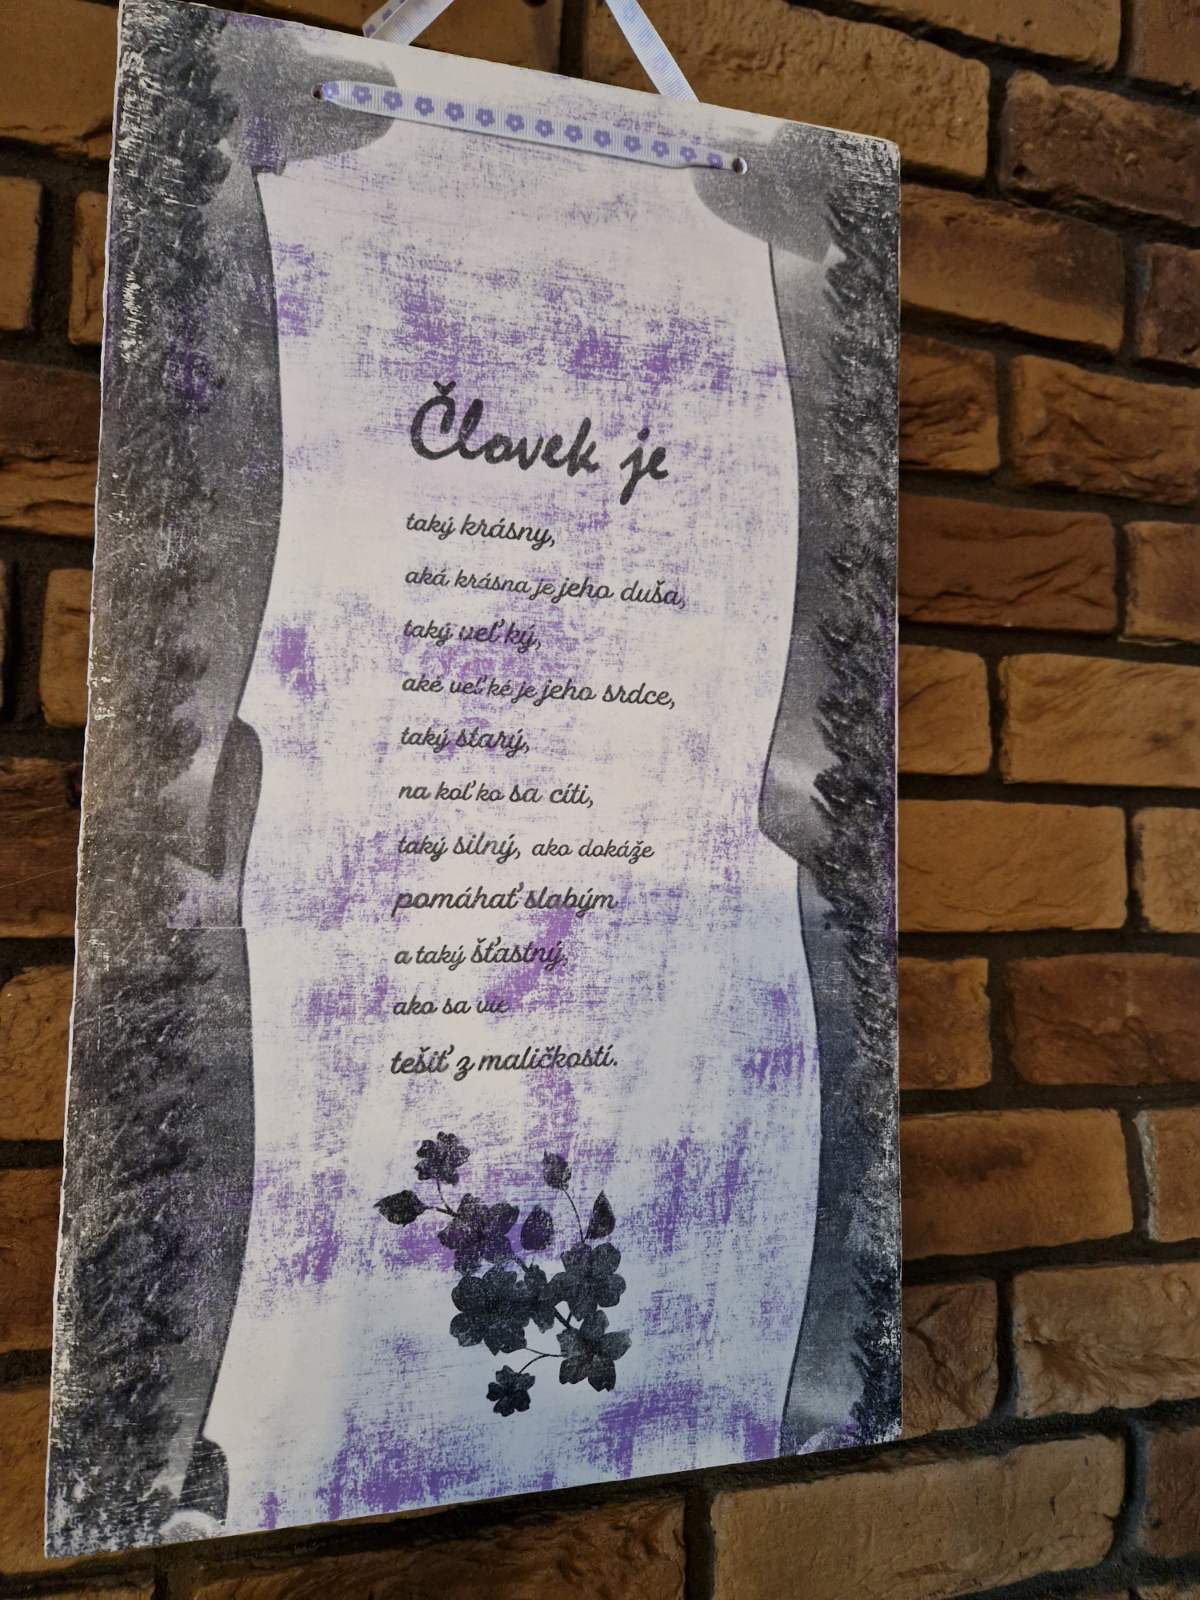 Človek je
taký krásny,
aká krásna je jeho duša,
taký veľký,
aké veľké je jeho srdce,
taký starý,
na koľko sa cíti,
taký silný, ako dokáže
pomáhať slabým
a taký šťastný,
ako sa vie
tešiť z maličkostí.